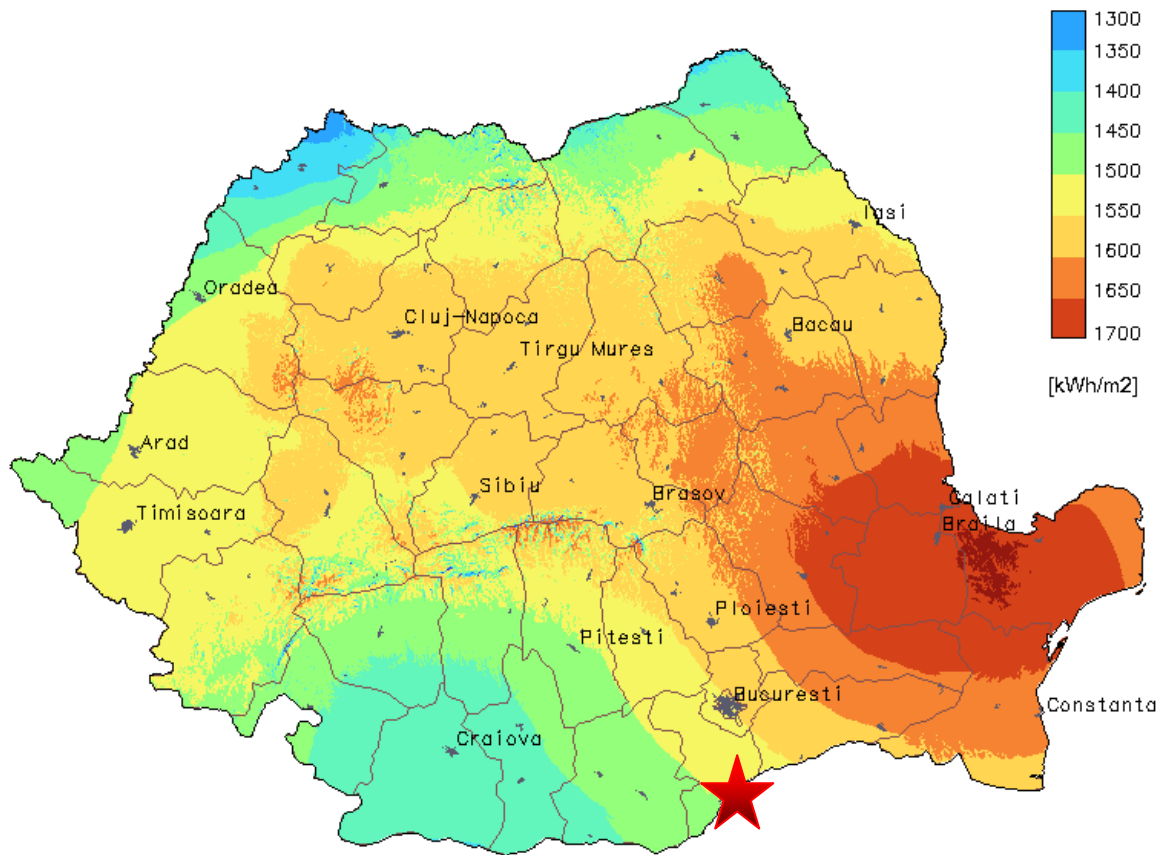 1300
1350
1400
1450
1500
1550
1600
1650
1700
[kWh/m2]
Iasi
Oradea
Cluj-Napoca
Bacau
Tirgu Mures
Arad
Sibiu
Brasov
Galati
Timisoara
Braila
Ploiesti
Pitesti
Bucuresti
Constanta
Craiova